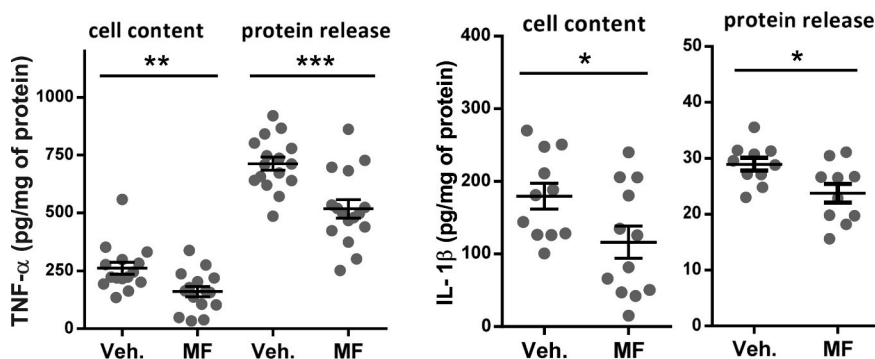 cell content protein release
** ***
TNF-α (pg/mg of protein)
1000
750
500
250
0
Veh. MF Veh. MF
cell content
*
IL-1β (pg/mg of protein)
400
300
200
100
0
Veh. MF
protein release
*
50
40
30
20
10
0
Veh. MF